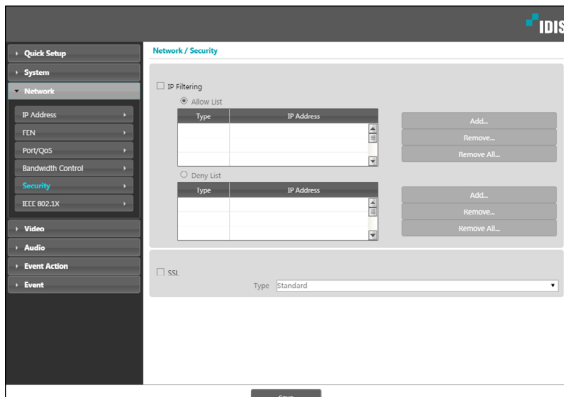 IDIS
Quick Setup
System
Network
IP Address
FEN
Port/QoS
Bandwidth Control
Security
IEEE 802.1X
Video
Audio
Event Action
Event
Network / Security
IP Filtering
Allow List
Type IP Address
Add...
Remove...
Remove All...
Deny List
Type IP Address
Add...
Remove...
Remove All...
SSL
Type Standard
Save